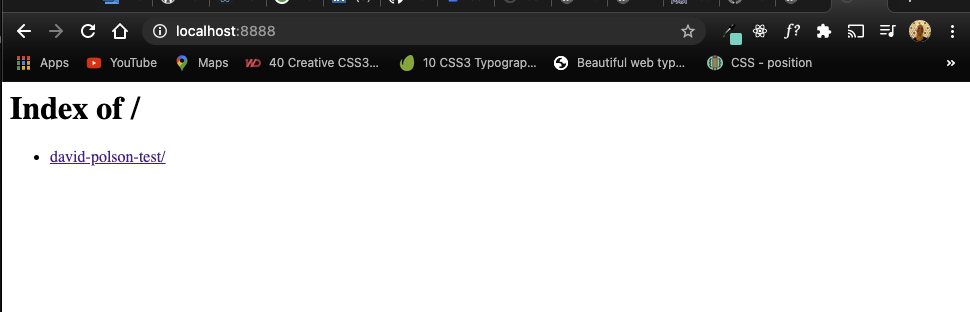 localhost:8888
f?
Apps YouTube Maps 40 Creative CSS3... 10 CSS3 Typograp... Beautiful web typ... CSS - position »
Index of /
• david-polson-test/